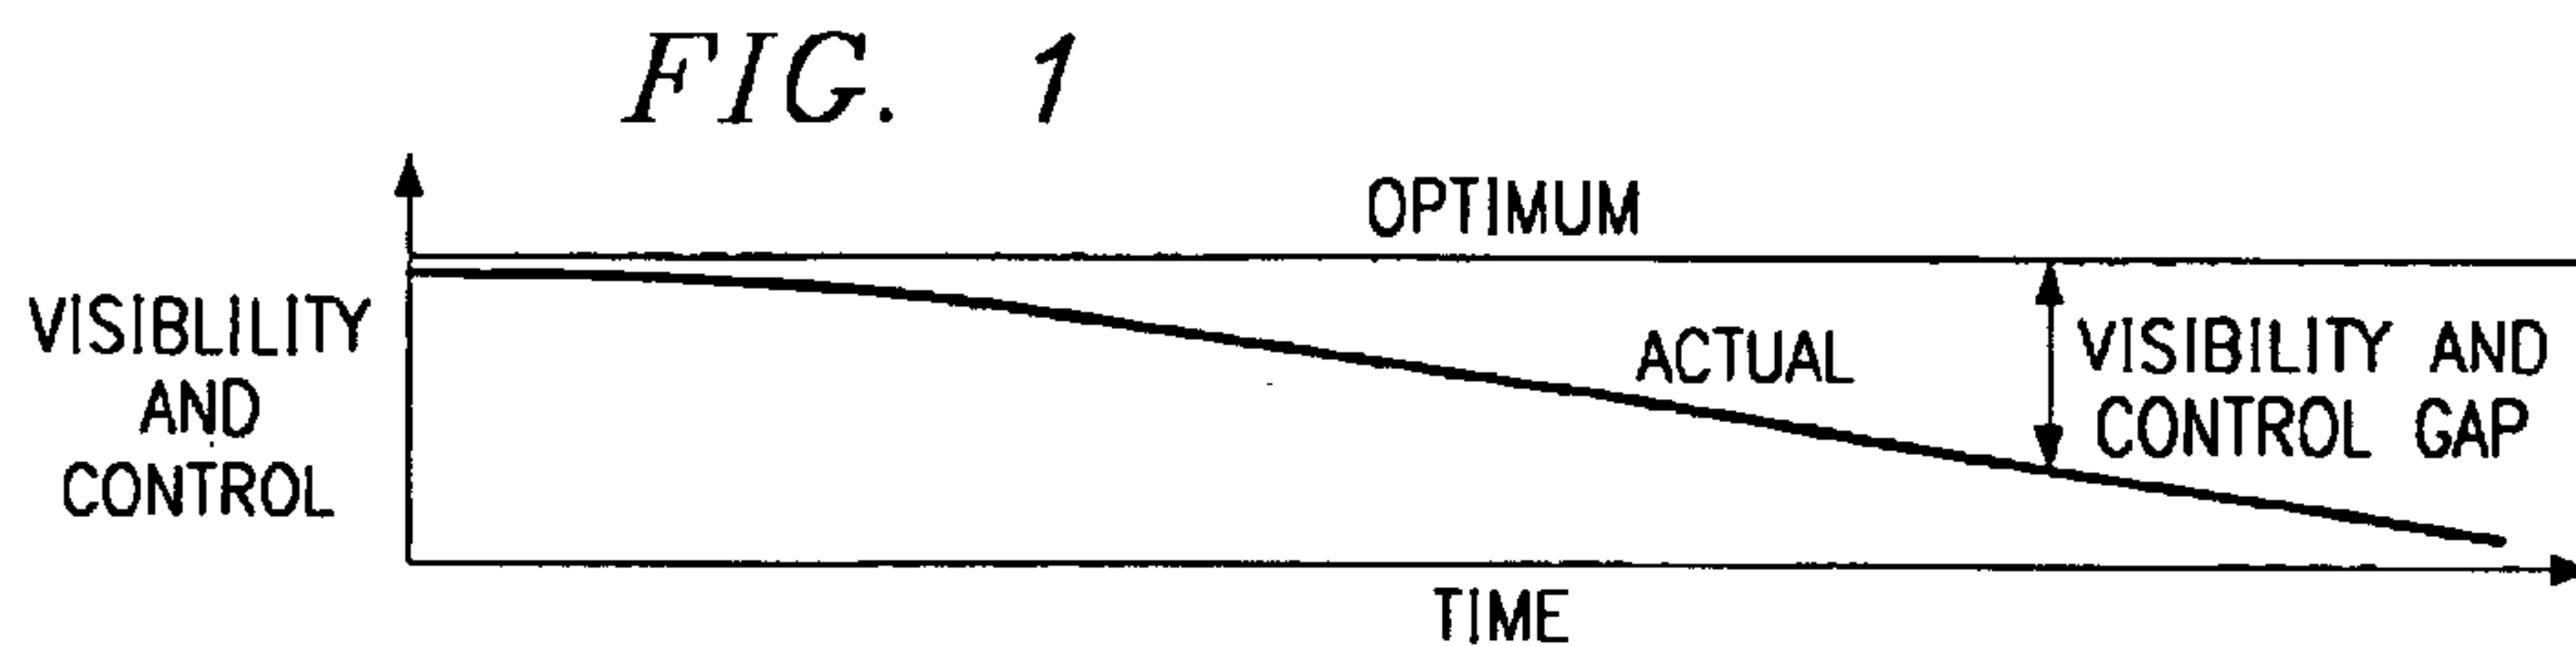 FIG. 1
OPTIMUM
VISIBLILITY
AND
CONTROL
ACTUAL
VISIBILITY AND
CONTROL GAP
TIME